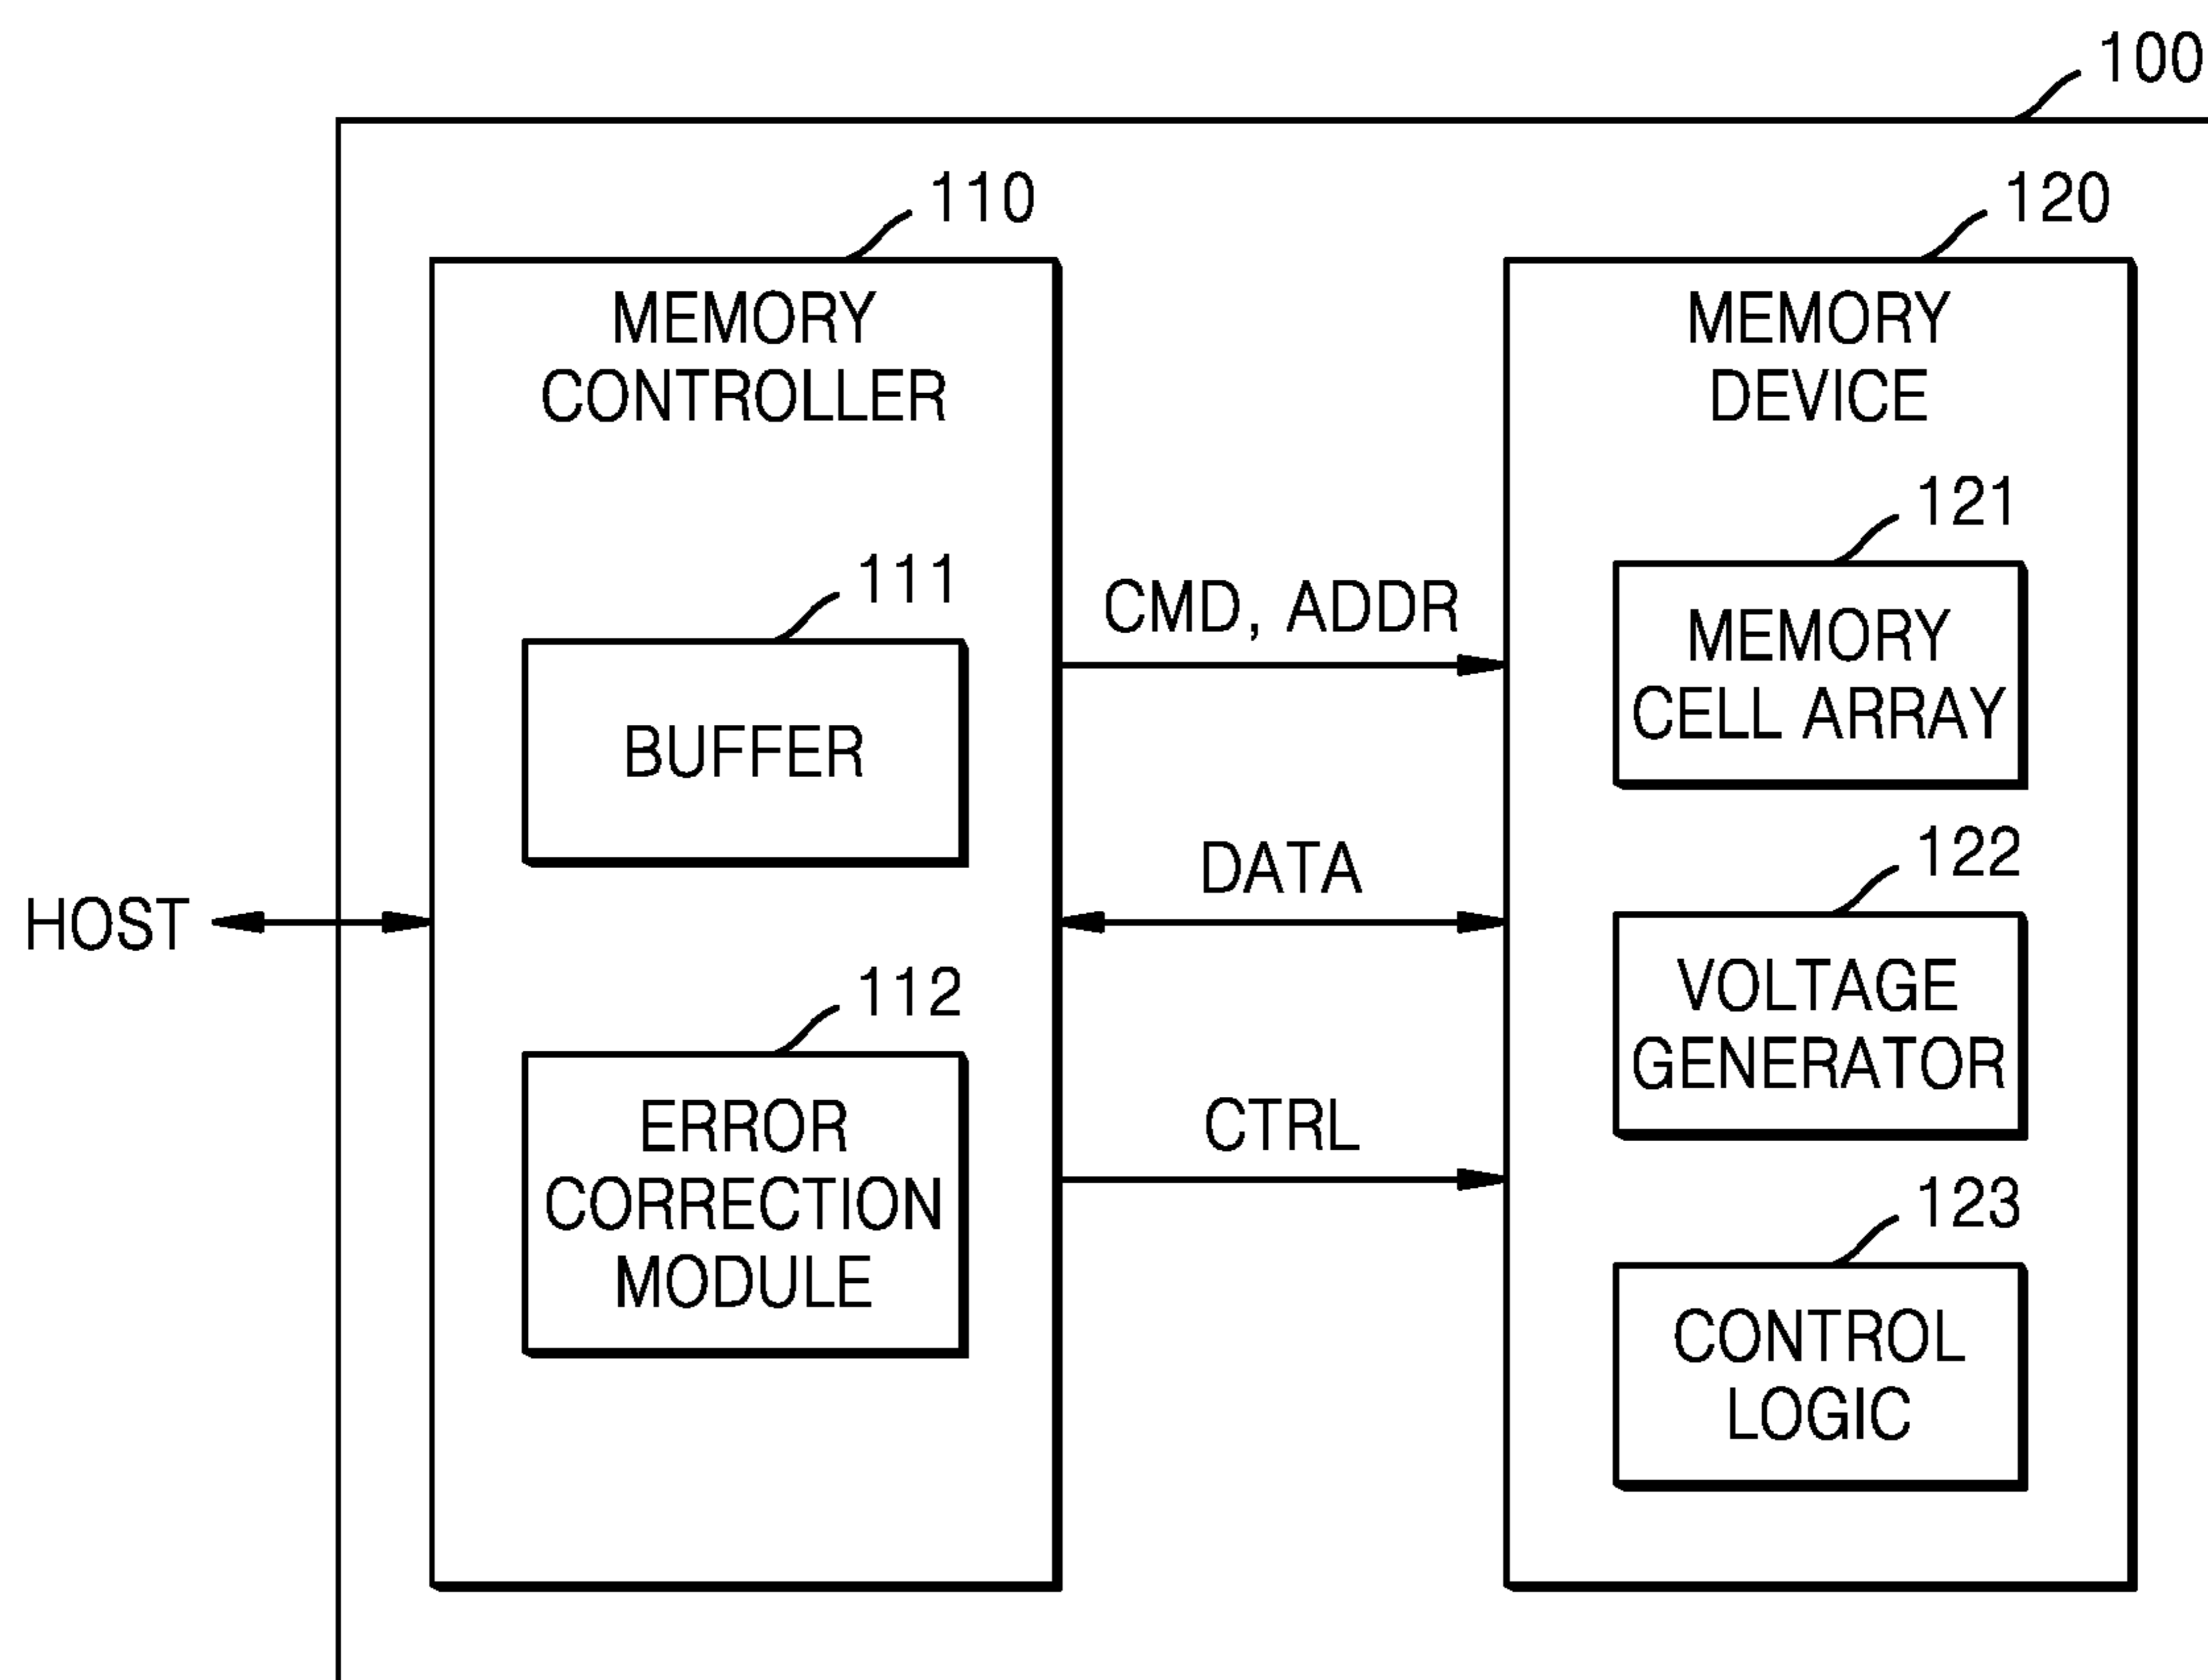 100
110
120
MEMORY
CONTROLLER
MEMORY
DEVICE
121
111
CMD, ADDR
MEMORY
CELL ARRAY
BUFFER
122
DATA
HOST
112
VOLTAGE
GENERATOR
ERROR
CORRECTION
MODULE
CTRL
123
CONTROL
LOGIC